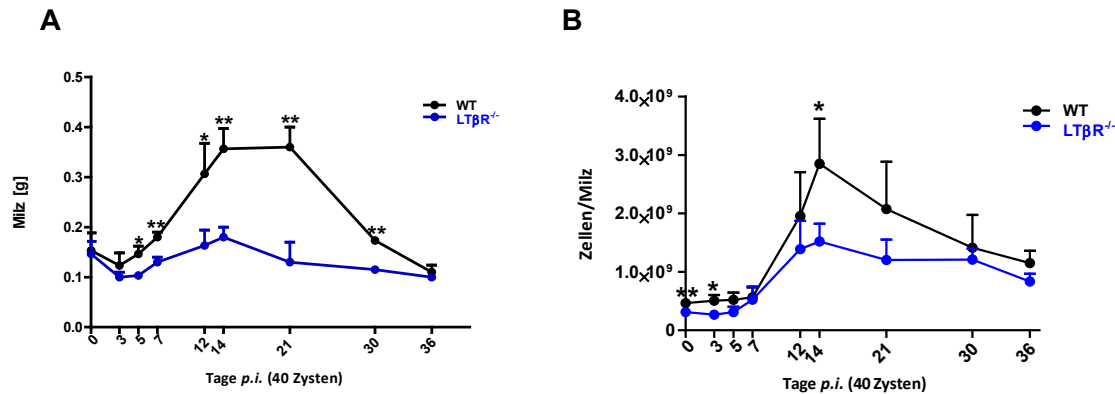 A
B
0.5
0.4
0.3
0.2
0.1
0.0
Milz [g]
* ** ** * ** **
WT
LTβR-/-
0 3 5 7 12 14 21 30 36
Tage p.i. (40 Zysten)
4.0×10⁹
3.0×10⁹
2.0×10⁹
1.0×10⁹
0
Zellen/Milz
** * *
WT
LTβR-/-
0 3 5 7 12 14 21 30 36
Tage p.i. (40 Zysten)